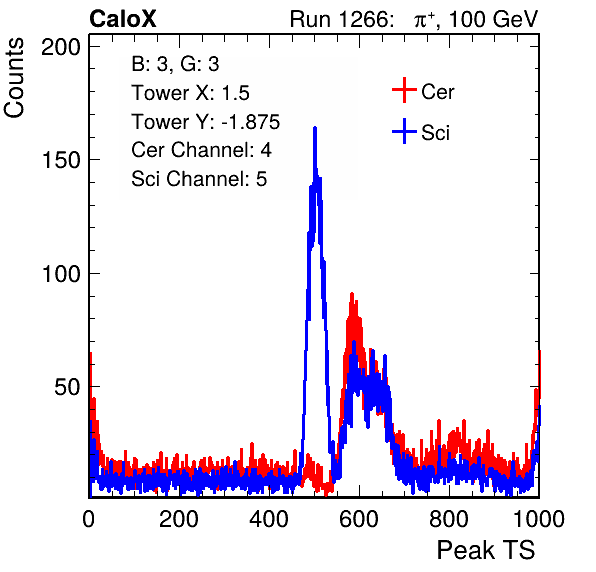 CaloX Run 1266: π⁺, 100 GeV
Counts
200
150
100
50
B: 3, G: 3
Tower X: 1.5
Tower Y: -1.875
Cer Channel: 4
Sci Channel: 5
Cer
Sci
0 200 400 600 800 1000
Peak TS